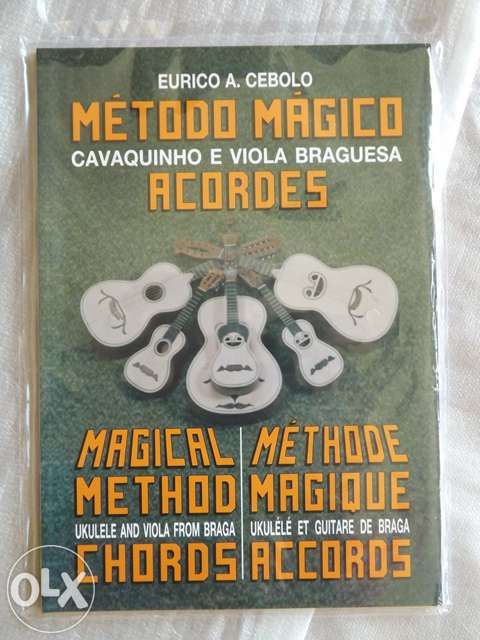 EURICO A. CEBOLO
MÉTODO MÁGICO
CAVAQUINHO E VIOLA BRAGUESA
ACORDES
MAGICAL
METHOD
UKULELE AND VIOLA FROM BRAGA
CHORDS
MÉTHODE
MAGIQUE
UKULÉLÉ ET GUITARE DE BRAGA
ACCORDS
OLX